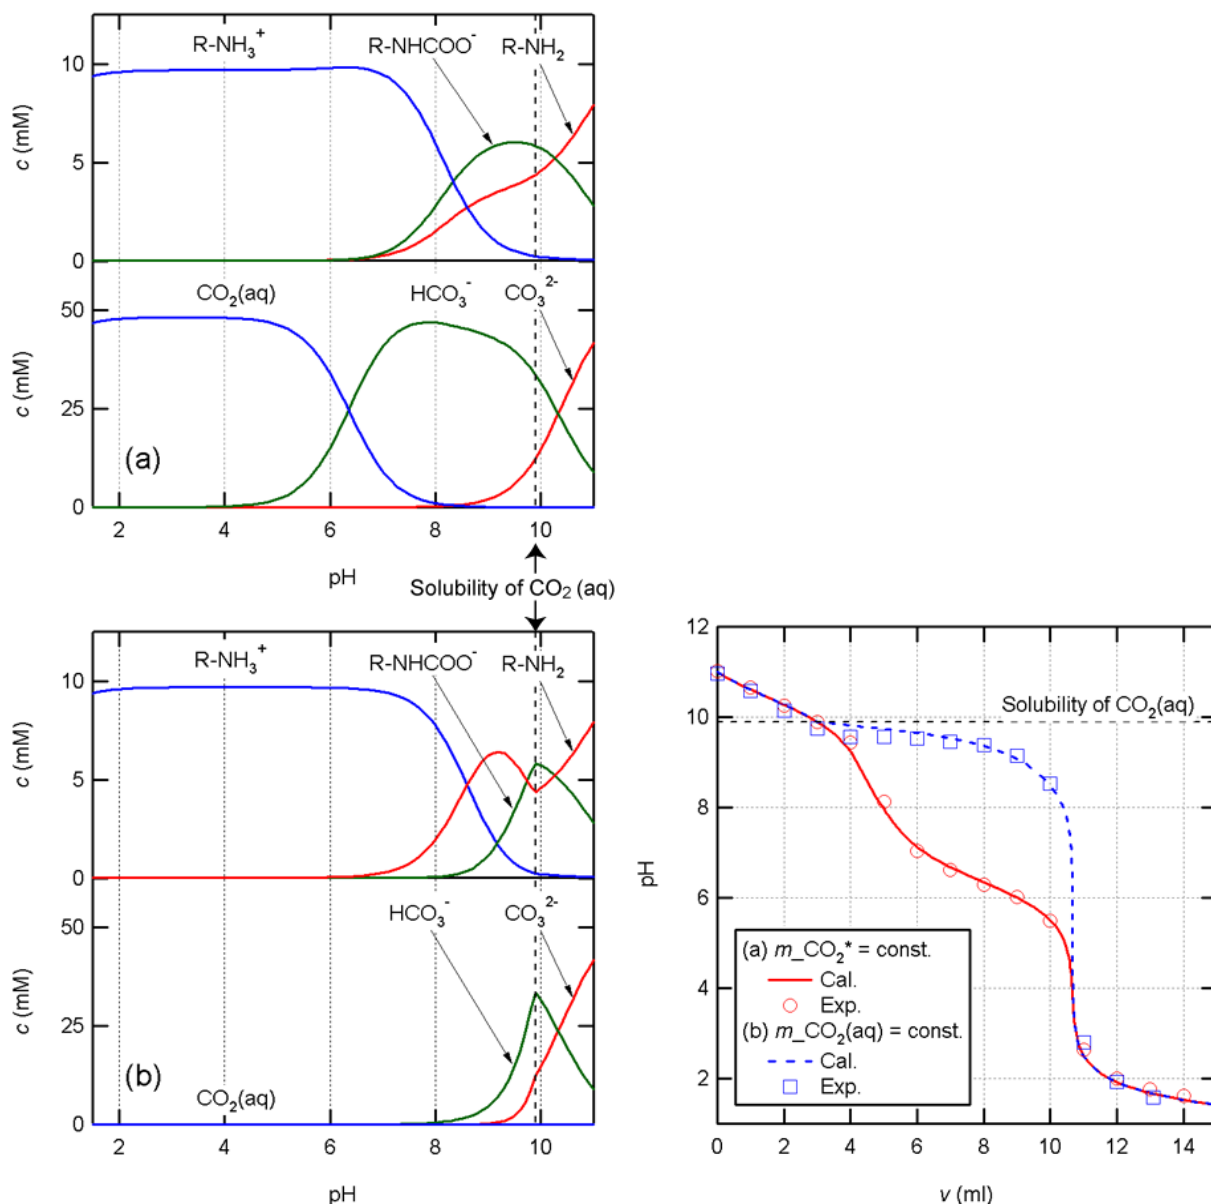 R-NH₃⁺ R-NHCOO⁻ R-NH₂
10
5
0
c (mM)
CO₂(aq) HCO₃⁻ CO₃²⁻
50
25
0
c (mM)
(a)
2 4 6 8 10
pH
Solubility of CO₂ (aq)
R-NH₃⁺ R-NHCOO⁻ R-NH₂
10
5
0
c (mM)
HCO₃⁻ CO₃²⁻
50
25
0
c (mM)
(b)
CO₂(aq)
2 4 6 8 10
pH
12
10
8
6
4
2
pH
Solubility of CO₂(aq)
(a) m_CO₂* = const.
Cal.
Exp.
(b) m_CO₂(aq) = const.
Cal.
Exp.
0 2 4 6 8 10 12 14
v (ml)